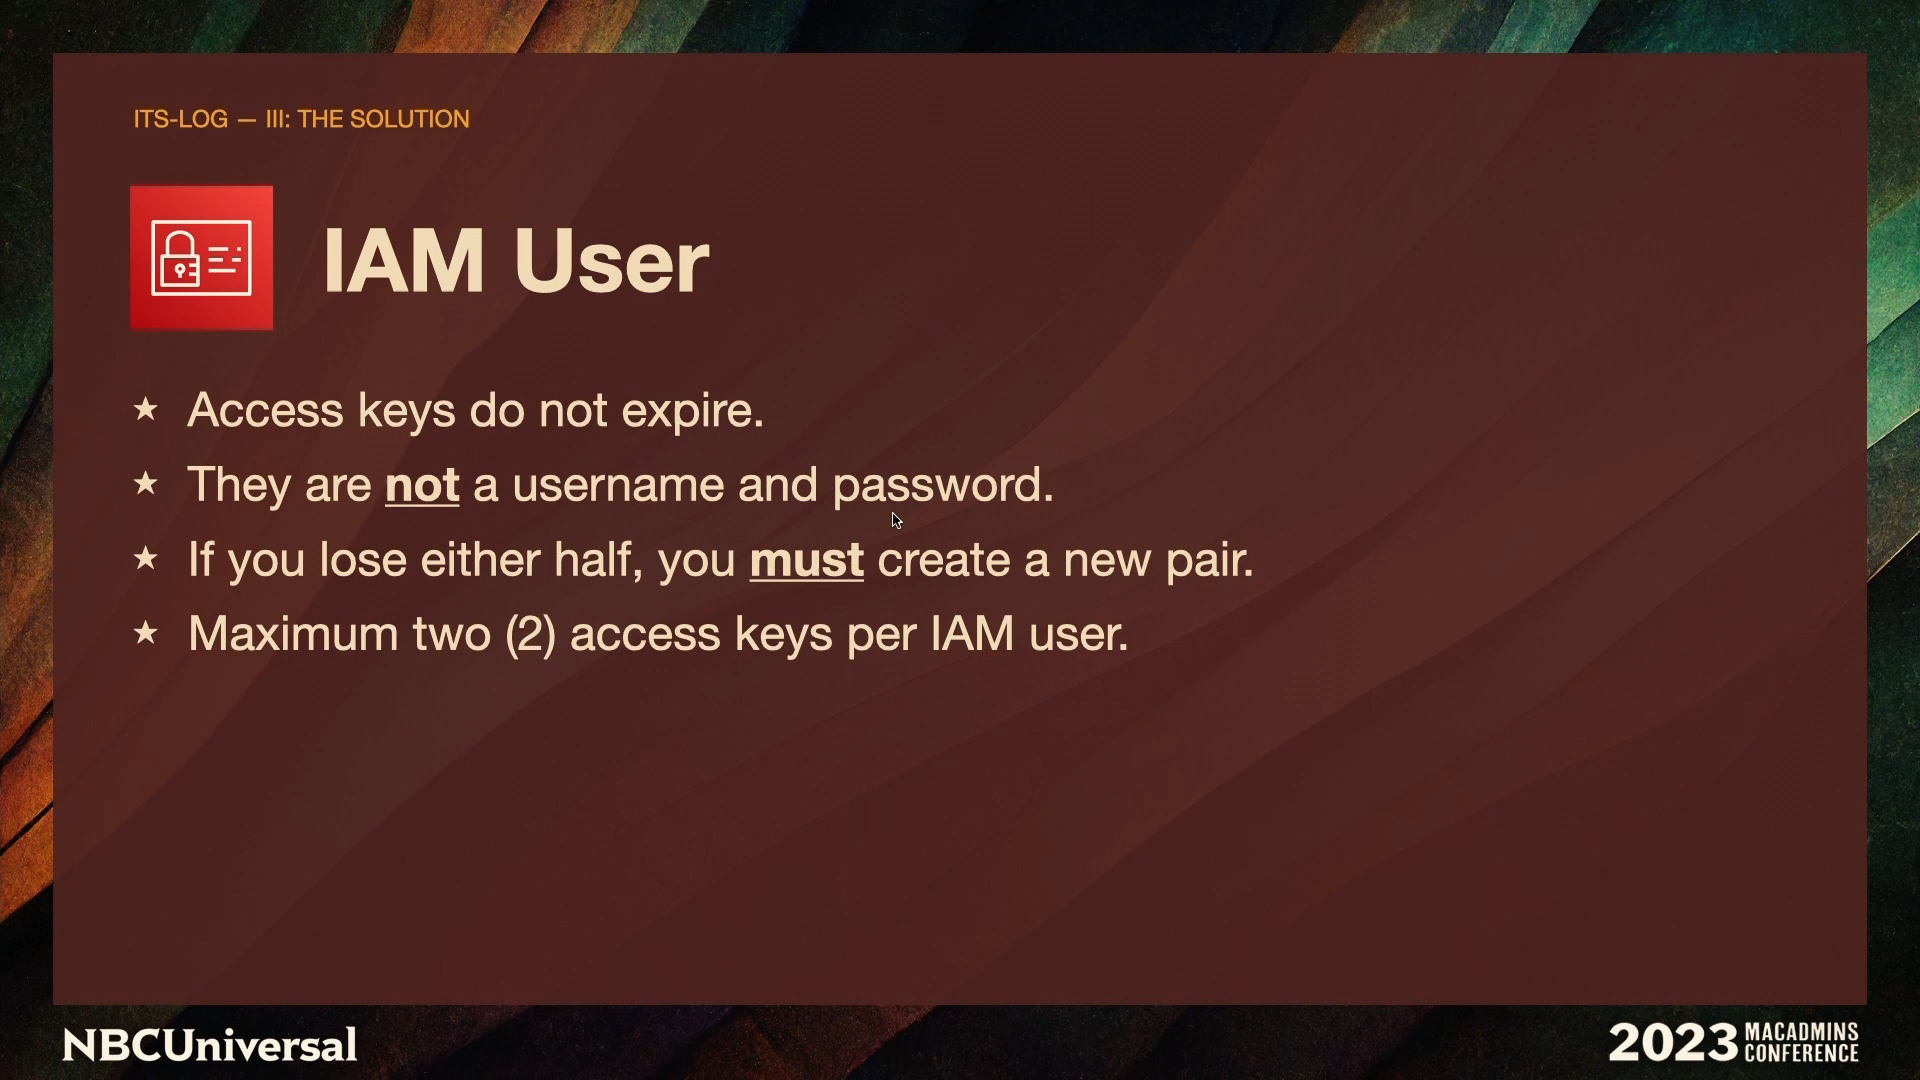 ITS-LOG — III: THE SOLUTION
IAM User
★ Access keys do not expire.
★ They are not a username and password.
★ If you lose either half, you must create a new pair.
★ Maximum two (2) access keys per IAM user.
NBCUniversal
2023 MACADMINS
CONFERENCE